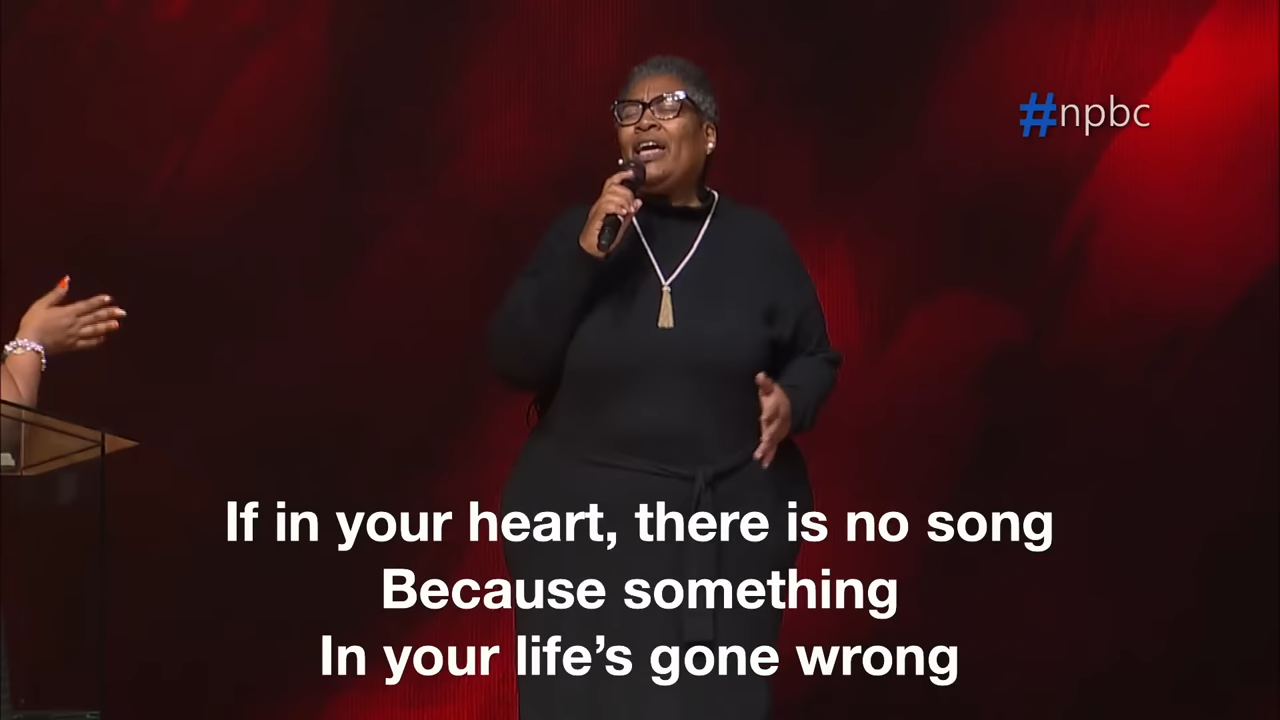 #npbc
If in your heart, there is no song
Because something
In your life’s gone wrong